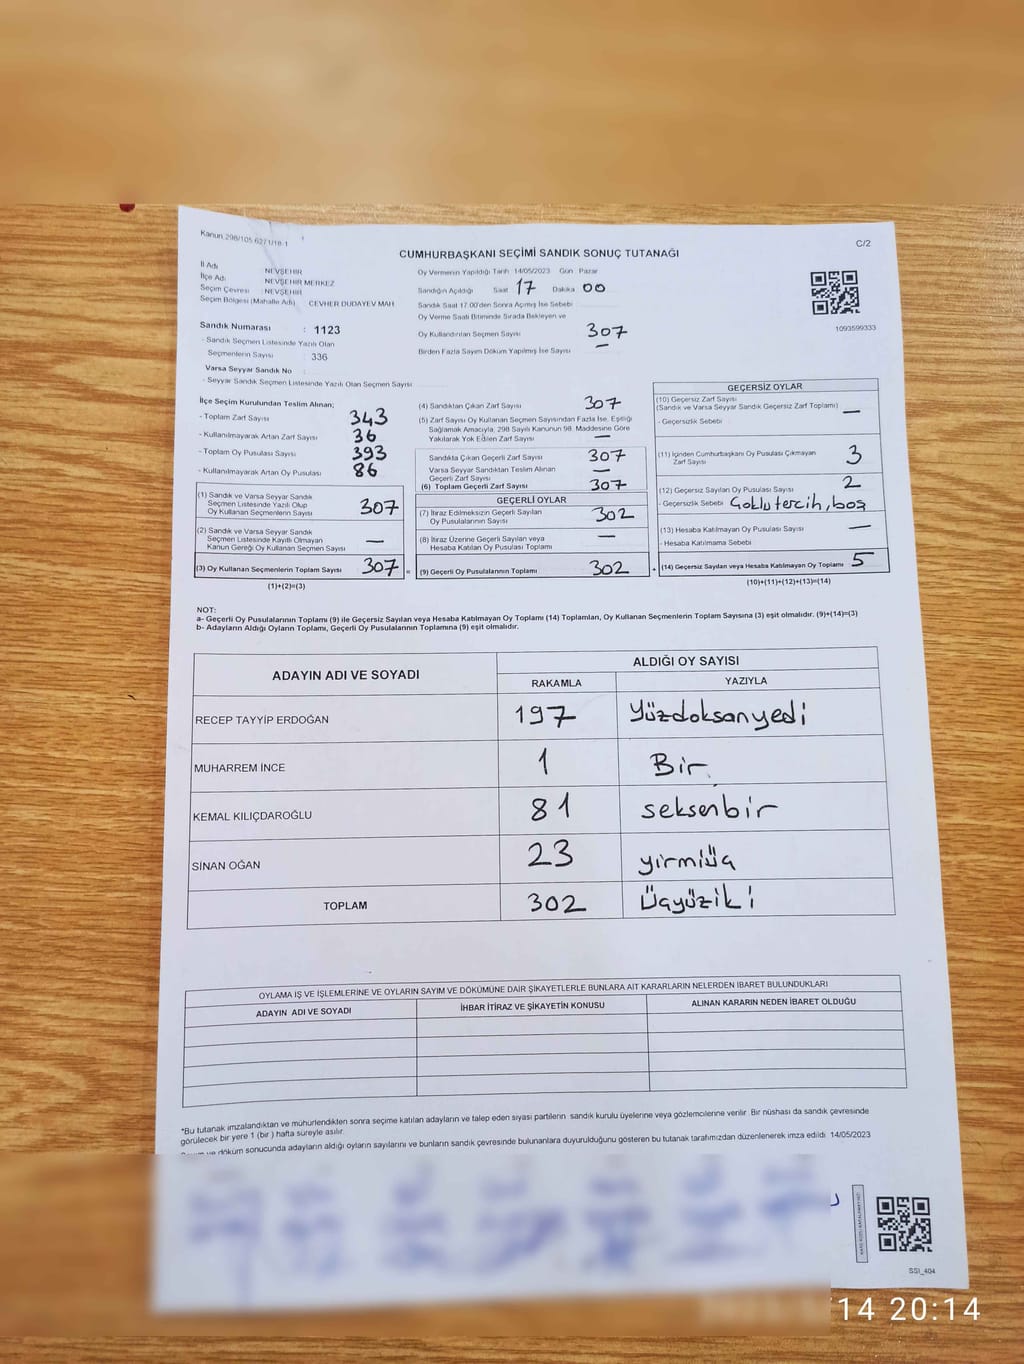 Kanun 298/105 6271/18-1
C/2
CUMHURBAŞKANI SEÇİMİ SANDIK SONUÇ TUTANAĞI
İl Adı NEVŞEHİR
İlçe Adı NEVŞEHİR MERKEZ
Seçim Çevresi : NEVŞEHİR
Seçim Bölgesi (Mahalle Adı) CEVHER DUDAYEV MAH
Sandık Numarası : 1123
- Sandık Seçmen Listesinde Yazılı Olan
Seçmenlerin Sayısı : 336
Varsa Seyyar Sandık No
- Seyyar Sandık Seçmen Listesinde Yazılı Olan Seçmen Sayısı
Oy Vermenin Yapıldığı Tarih 14/05/2023 Gün Pazar
Sandığın Açıldığı Saat 17 Dakika 00
Sandık Saat 17.00'den Sonra Açmış İse Sebebi
Oy Verme Saati Bitiminde Sırada Bekleyen ve
Oy Kullandırılan Seçmen Sayısı 307
Birden Fazla Sayım Döküm Yapılmış İse Sayısı —
1093599333
İlçe Seçim Kurulundan Teslim Alınan;
- Toplam Zarf Sayısı 343
- Kullanılmayarak Artan Zarf Sayısı 36
- Toplam Oy Pusulası Sayısı 393
- Kullanılmayarak Artan Oy Pusulası 86
(1) Sandık ve Varsa Seyyar Sandık
Seçmen Listesinde Yazılı Olup
Oy Kullanan Seçmenlerin Sayısı 307
(2) Sandık ve Varsa Seyyar Sandık
Seçmen Listesinde Kayıtlı Olmayan
Kanun Gereği Oy Kullanan Seçmen Sayısı —
(3) Oy Kullanan Seçmenlerin Toplam Sayısı 307 =
(1)+(2)=(3)
(4) Sandıktan Çıkan Zarf Sayısı 307
(5) Zarf Sayısı Oy Kullanan Seçmen Sayısından Fazla İse, Eşitliği
Sağlamak Amacıyla, 298 Sayılı Kanunun 98. Maddesine Göre
Yakılarak Yok Edilen Zarf Sayısı —
Sandıkta Çıkan Geçerli Zarf Sayısı 307
Varsa Seyyar Sandıktan Teslim Alınan
Geçerli Zarf Sayısı —
(6) Toplam Geçerli Zarf Sayısı 307
GEÇERLİ OYLAR
(7) İtiraz Edilmeksizin Geçerli Sayılan
Oy Pusulalarının Sayısı 302
(8) İtiraz Üzerine Geçerli Sayılan veya
Hesaba Katılan Oy Pusulası Toplamı —
(9) Geçerli Oy Pusulalarının Toplamı 302 +
GEÇERSİZ OYLAR
(10) Geçersiz Zarf Sayısı
(Sandık ve Varsa Seyyar Sandık Geçersiz Zarf Toplamı) —
- Geçersizlik Sebebi
(11) İçinden Cumhurbaşkanı Oy Pusulası Çıkmayan
Zarf Sayısı 3
(12) Geçersiz Sayılan Oy Pusulası Sayısı 2
- Geçersizlik Sebebi Çoklu tercih, boş
(13) Hesaba Katılmayan Oy Pusulası Sayısı —
- Hesaba Katılmama Sebebi
(14) Geçersiz Sayılan veya Hesaba Katılmayan Oy Toplamı 5
(10)+(11)+(12)+(13)=(14)
NOT:
a- Geçerli Oy Pusulalarının Toplamı (9) ile Geçersiz Sayılan veya Hesaba Katılmayan Oy Toplamı (14) Toplamları, Oy Kullanan Seçmenlerin Toplam Sayısına (3) eşit olmalıdır. (9)+(14)=(3)
b- Adayların Aldığı Oyların Toplamı, Geçerli Oy Pusulalarının Toplamına (9) eşit olmalıdır.
ADAYIN ADI VE SOYADI ALDIĞI OY SAYISI
RAKAMLA YAZIYLA
RECEP TAYYİP ERDOĞAN 197 Yüzdoksanyedi
MUHARREM İNCE 1 Bir
KEMAL KILIÇDAROĞLU 81 seksenbir
SİNAN OĞAN 23 yirmiüç
TOPLAM 302 Üçyüziki
OYLAMA İŞ VE İŞLEMLERİNE VE OYLARIN SAYIM VE DÖKÜMÜNE DAİR ŞİKAYETLERLE BUNLARA AİT KARARLARIN NELERDEN İBARET BULUNDUKLARI
ADAYIN ADI VE SOYADI İHBAR İTİRAZ VE ŞİKAYETİN KONUSU ALINAN KARARIN NEDEN İBARET OLDUĞU
*Bu tutanak imzalandıktan ve mühürlendikten sonra seçime katılan adayların ve talep eden siyasi partilerin sandık kurulu üyelerine veya gözlemcilerine verilir. Bir nüshası da sandık çevresinde
görülecek bir yere 1 (bir) hafta süreyle asılır.
ve döküm sonucunda adayların aldığı oyların sayılarını ve bunların sandık çevresinde bulunanlara duyurulduğunu gösteren bu tutanak tarafımızdan düzenlenerek imza edildi. 14/05/2023
SS1_404
/14 20:14